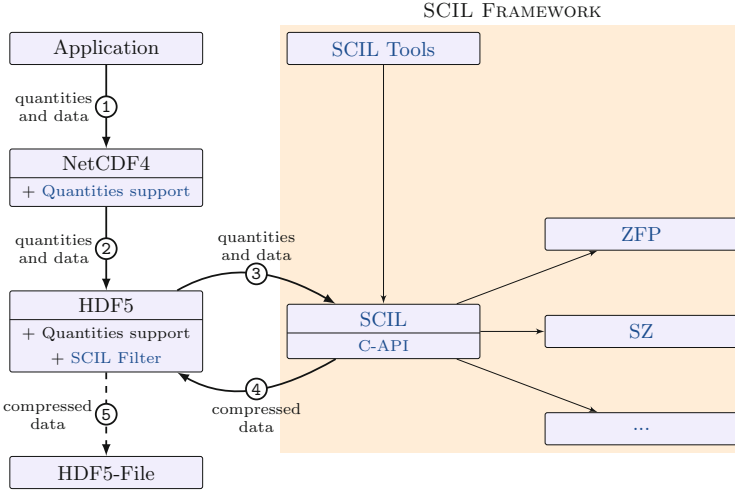 SCIL FRAMEWORK
Application
SCIL Tools
quantities
and data
1
NetCDF4
+ Quantities support
quantities
and data
2
quantities
and data
3
ZFP
HDF5
+ Quantities support
+ SCIL Filter
SCIL
C-API
SZ
4
compressed
data
compressed
data
5
...
HDF5-File